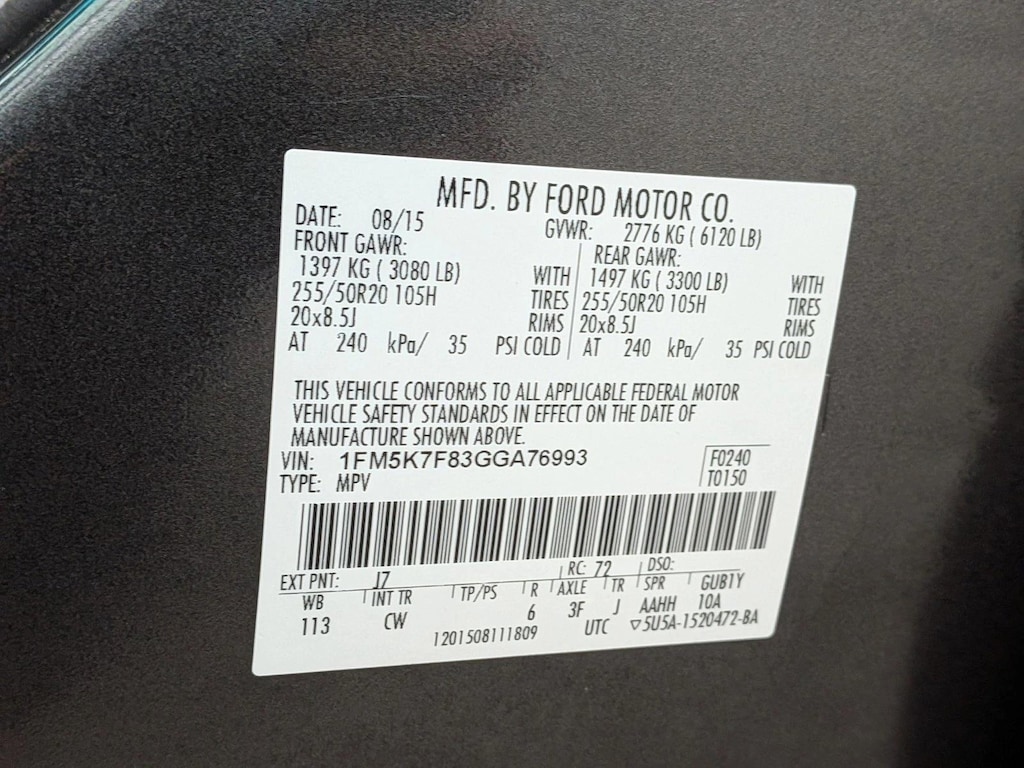 MFD. BY FORD MOTOR CO.
DATE: 08/15 GVWR: 2776 KG ( 6120 LB)
FRONT GAWR: REAR GAWR:
1397 KG ( 3080 LB) WITH 1497 KG ( 3300 LB) WITH
255/50R20 105H TIRES 255/50R20 105H TIRES
20x8.5J RIMS 20x8.5J RIMS
AT 240 kPa/ 35 PSI COLD AT 240 kPa/ 35 PSI COLD
THIS VEHICLE CONFORMS TO ALL APPLICABLE FEDERAL MOTOR
VEHICLE SAFETY STANDARDS IN EFFECT ON THE DATE OF
MANUFACTURE SHOWN ABOVE.
VIN: 1FM5K7F83GGA76993 F0240
TYPE: MPV T0150
EXT PNT: J7 RC: 72 DSO:
WB INT TR TP/PS R AXLE TR SPR GUB1Y
113 CW 6 3F J AAHH 10A
1201508111809 UTC ▽5U5A-1520472-BA